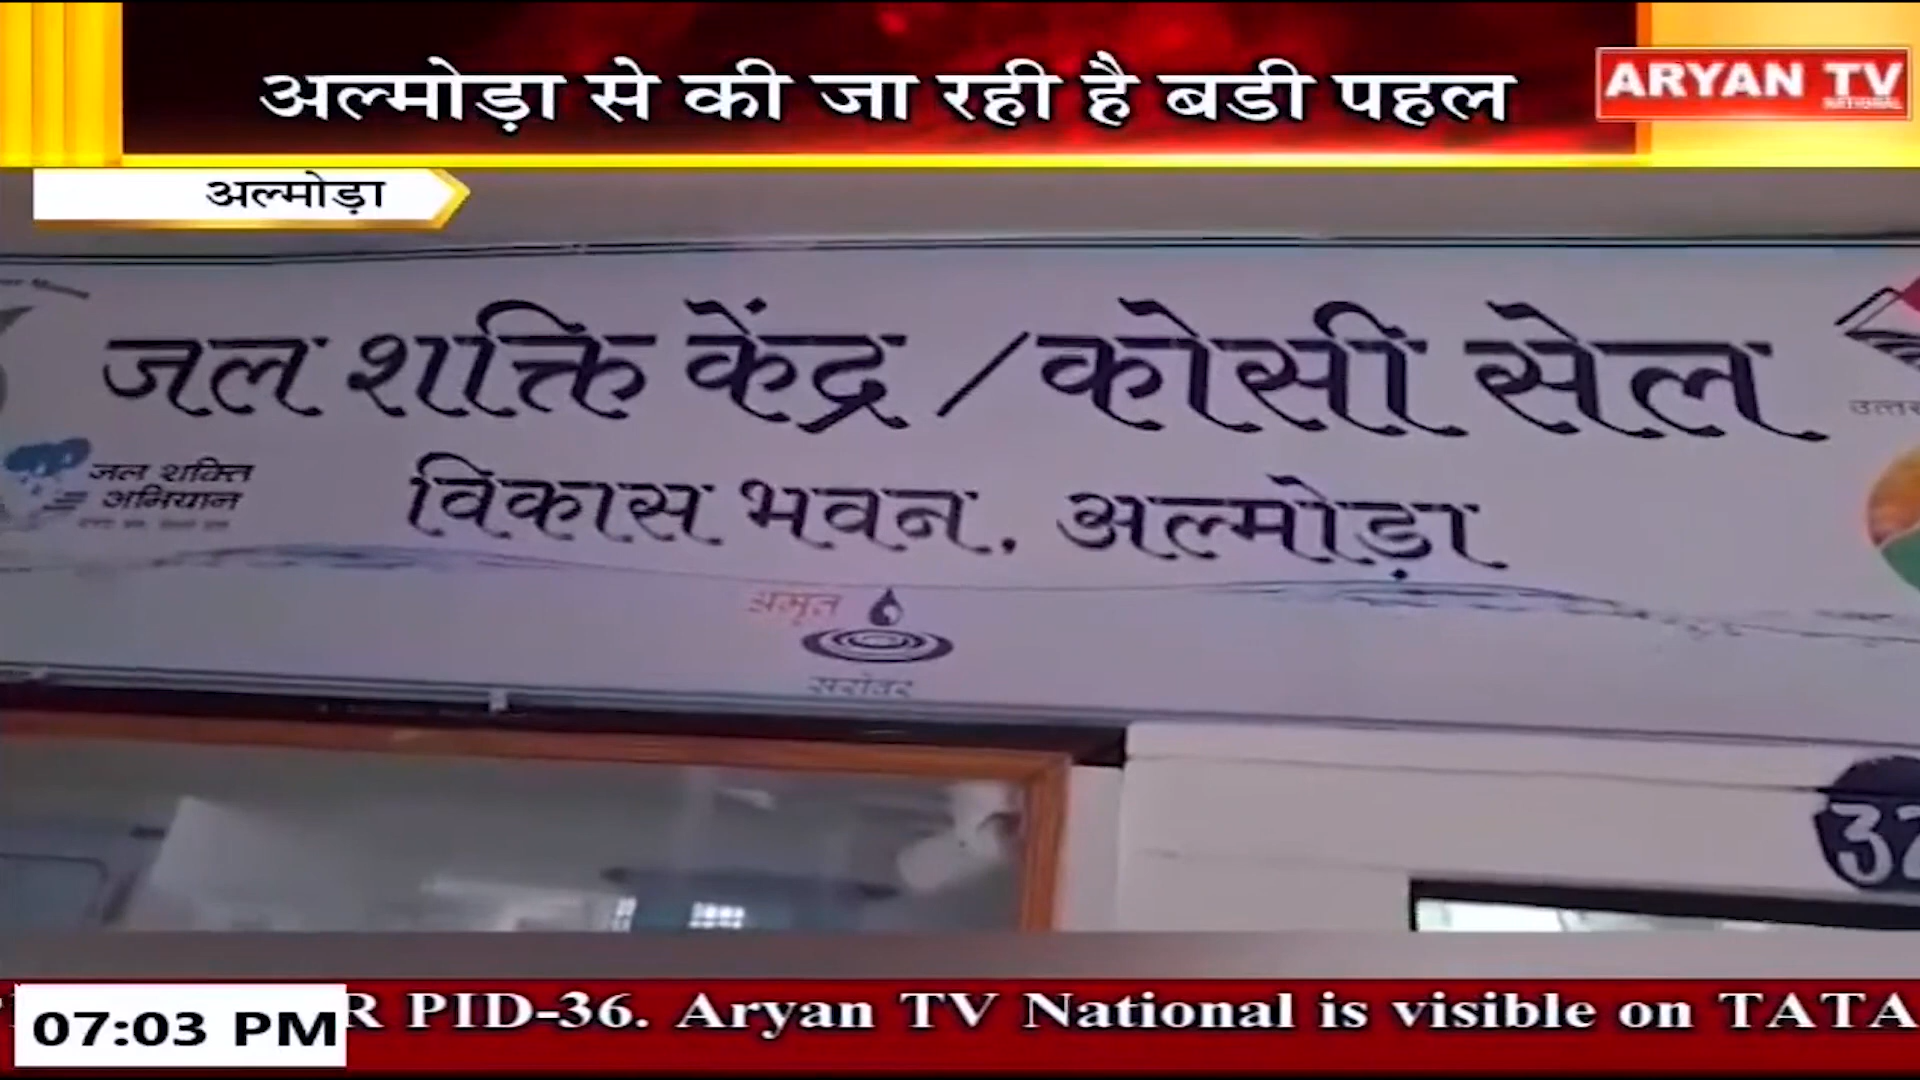 अल्मोड़ा से की जा रही है बडी पहल
ARYAN TV
NATIONAL
अल्मोड़ा
जल शक्ति केंद्र / कोसी सेल
जल शक्ति
अभियान
विकास भवन, अल्मोड़ा
अमृत
सरोवर
07:03 PM
R PID-36. Aryan TV National is visible on TATA